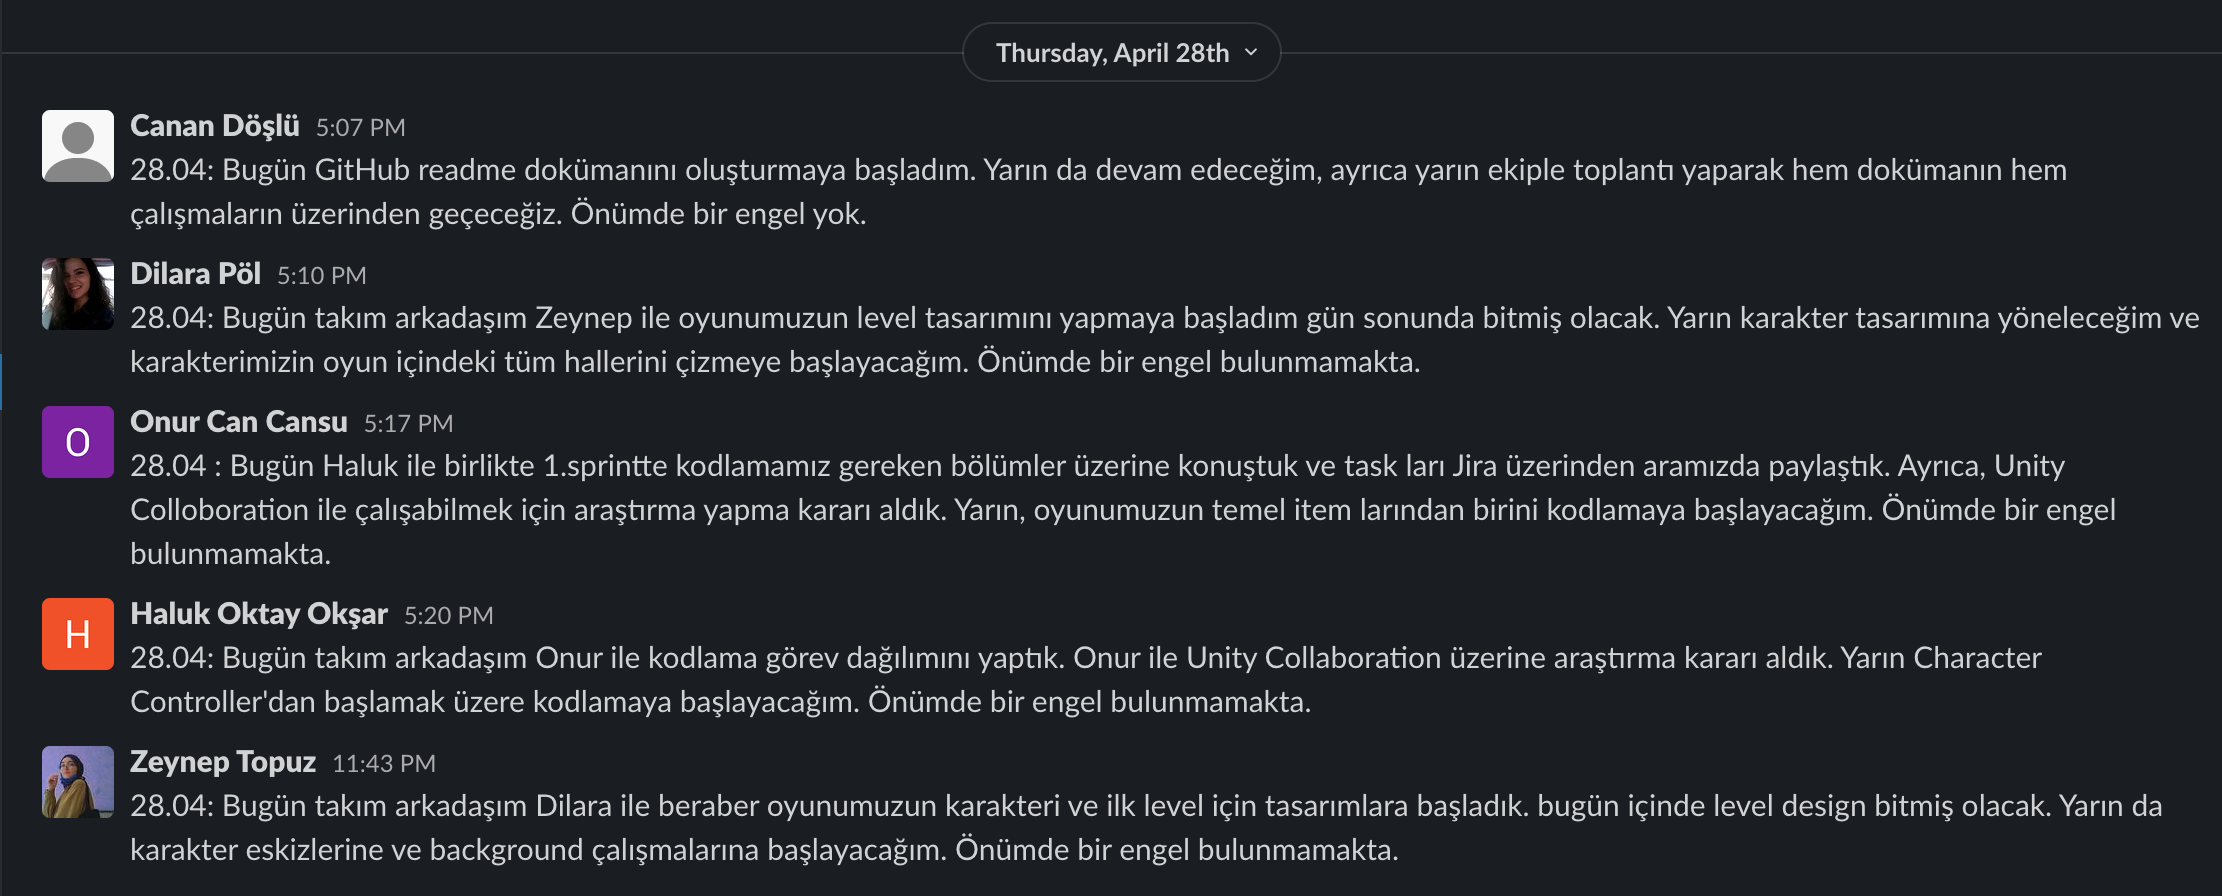 Thursday, April 28th
Canan Döşlü 5:07 PM
28.04: Bugün GitHub readme dokümanını oluşturmaya başladım. Yarın da devam edeceğim, ayrıca yarın ekiple toplantı yaparak hem dokümanın hem
çalışmaların üzerinden geçeceğiz. Önümde bir engel yok.
Dilara Pöl 5:10 PM
28.04: Bugün takım arkadaşım Zeynep ile oyunumuzun level tasarımını yapmaya başladım gün sonunda bitmiş olacak. Yarın karakter tasarımına yöneleceğim ve
karakterimizin oyun içindeki tüm hallerini çizmeye başlayacağım. Önümde bir engel bulunmamakta.
O
Onur Can Cansu 5:17 PM
28.04 : Bugün Haluk ile birlikte 1.sprintte kodlamamız gereken bölümler üzerine konuştuk ve task ları Jira üzerinden aramızda paylaştık. Ayrıca, Unity
Colloboration ile çalışabilmek için araştırma yapma kararı aldık. Yarın, oyunumuzun temel item larından birini kodlamaya başlayacağım. Önümde bir engel
bulunmamakta.
H
Haluk Oktay Okşar 5:20 PM
28.04: Bugün takım arkadaşım Onur ile kodlama görev dağılımını yaptık. Onur ile Unity Collaboration üzerine araştırma kararı aldık. Yarın Character
Controller'dan başlamak üzere kodlamaya başlayacağım. Önümde bir engel bulunmamakta.
Zeynep Topuz 11:43 PM
28.04: Bugün takım arkadaşım Dilara ile beraber oyunumuzun karakteri ve ilk level için tasarımlara başladık. bugün içinde level design bitmiş olacak. Yarın da
karakter eskizlerine ve background çalışmalarına başlayacağım. Önümde bir engel bulunmamakta.